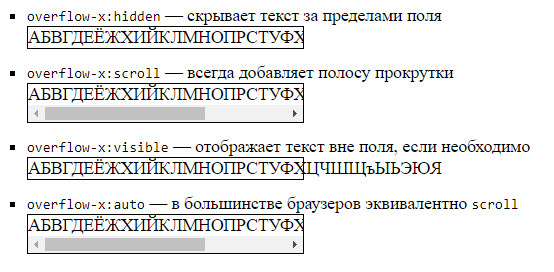 overflow-x:hidden — скрывает текст за пределами поля
АБВГДЕЁЖХИЙКЛМНОПРСТУФХ
overflow-x:scroll — всегда добавляет полосу прокрутки
АБВГДЕЁЖХИЙКЛМНОПРСТУФХ
overflow-x:visible — отображает текст вне поля, если необходимо
АБВГДЕЁЖХИЙКЛМНОПРСТУФХЦЧШЩъЫЬЭЮЯ
overflow-x:auto — в большинстве браузеров эквивалентно scroll
АБВГДЕЁЖХИЙКЛМНОПРСТУФХ